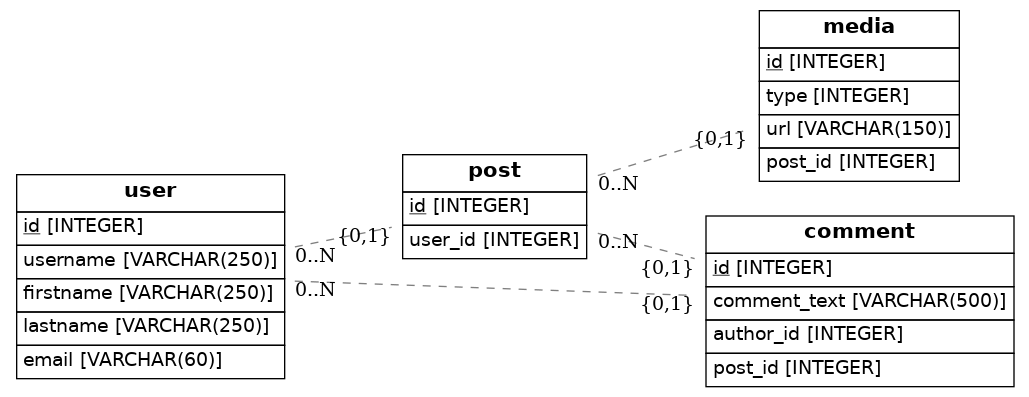 user
id [INTEGER]
username [VARCHAR(250)]
firstname [VARCHAR(250)]
lastname [VARCHAR(250)]
email [VARCHAR(60)]
0..N
{0,1}
0..N
{0,1}
post
id [INTEGER]
user_id [INTEGER]
0..N
{0,1}
0..N
{0,1}
media
id [INTEGER]
type [INTEGER]
url [VARCHAR(150)]
post_id [INTEGER]
comment
id [INTEGER]
comment_text [VARCHAR(500)]
author_id [INTEGER]
post_id [INTEGER]